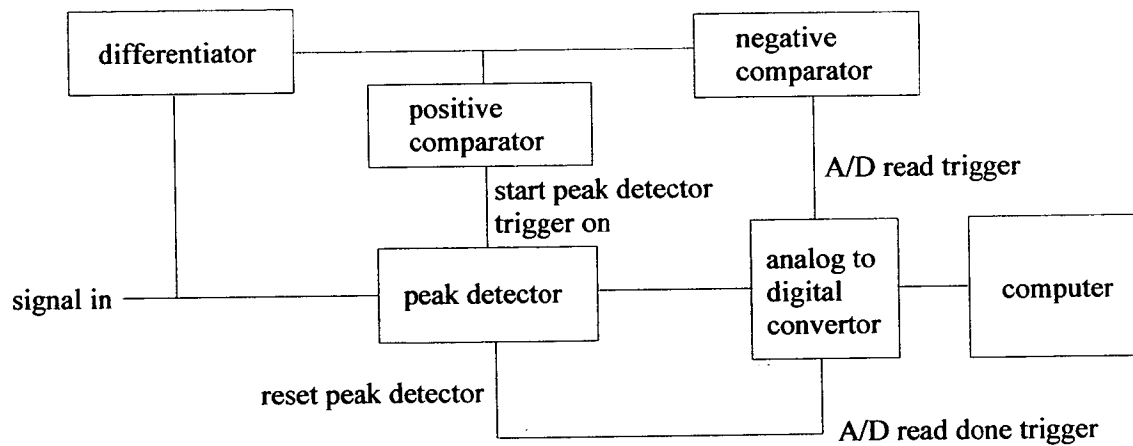 differentiator
negative
comparator
positive
comparator
A/D read trigger
start peak detector
trigger on
signal in
peak detector
analog to
digital
convertor
computer
reset peak detector
A/D read done trigger